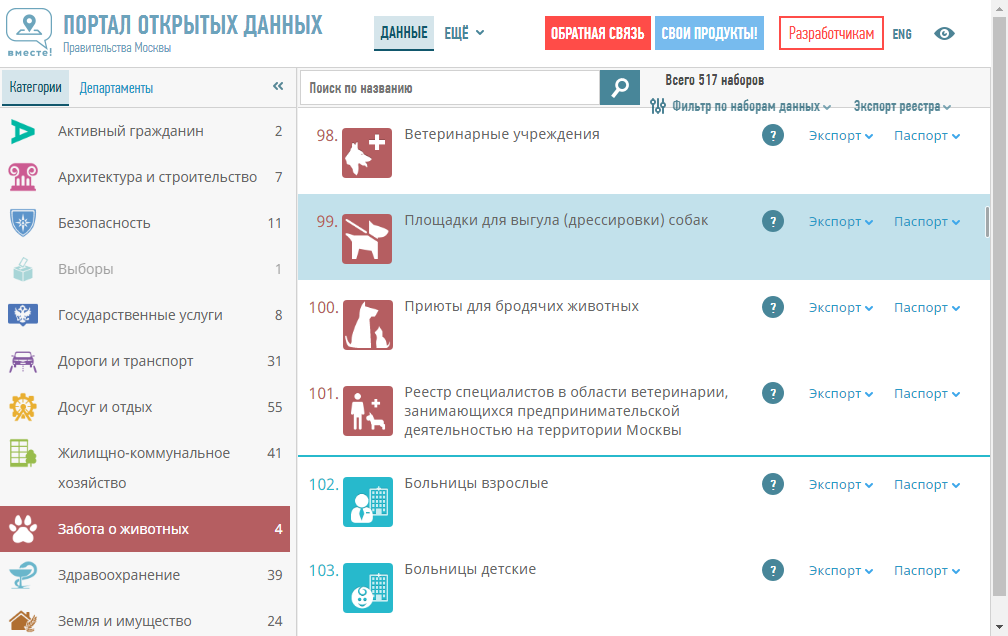 ПОРТАЛ ОТКРЫТЫХ ДАННЫХ
Правительства Москвы
вместе!
ДАННЫЕ
ЕЩЁ
ОБРАТНАЯ СВЯЗЬ
СВОИ ПРОДУКТЫ!
Разработчикам
ENG
Категории
Департаменты
«
Поиск по названию
Всего 517 наборов
Фильтр по наборам данных
Экспорт реестра
Активный гражданин 2
Архитектура и строительство 7
Безопасность 11
Выборы 1
Государственные услуги 8
Дороги и транспорт 31
Досуг и отдых 55
Жилищно-коммунальное 41
хозяйство
Забота о животных 4
Здравоохранение 39
Земля и имущество 24
98. Ветеринарные учреждения ? Экспорт Паспорт
99. Площадки для выгула (дрессировки) собак ? Экспорт Паспорт
100. Приюты для бродячих животных ? Экспорт Паспорт
101. Реестр специалистов в области ветеринарии, ? Экспорт Паспорт
занимающихся предпринимательской
деятельностью на территории Москвы
102. Больницы взрослые ? Экспорт Паспорт
103. Больницы детские ? Экспорт Паспорт